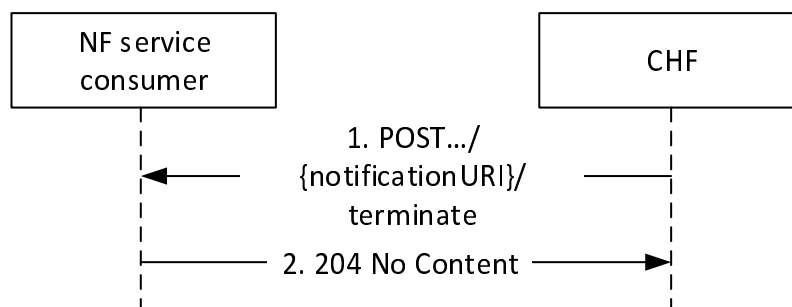 NF service
consumer
CHF
1. POST.../
{notificationURI}/
terminate
2. 204 No Content